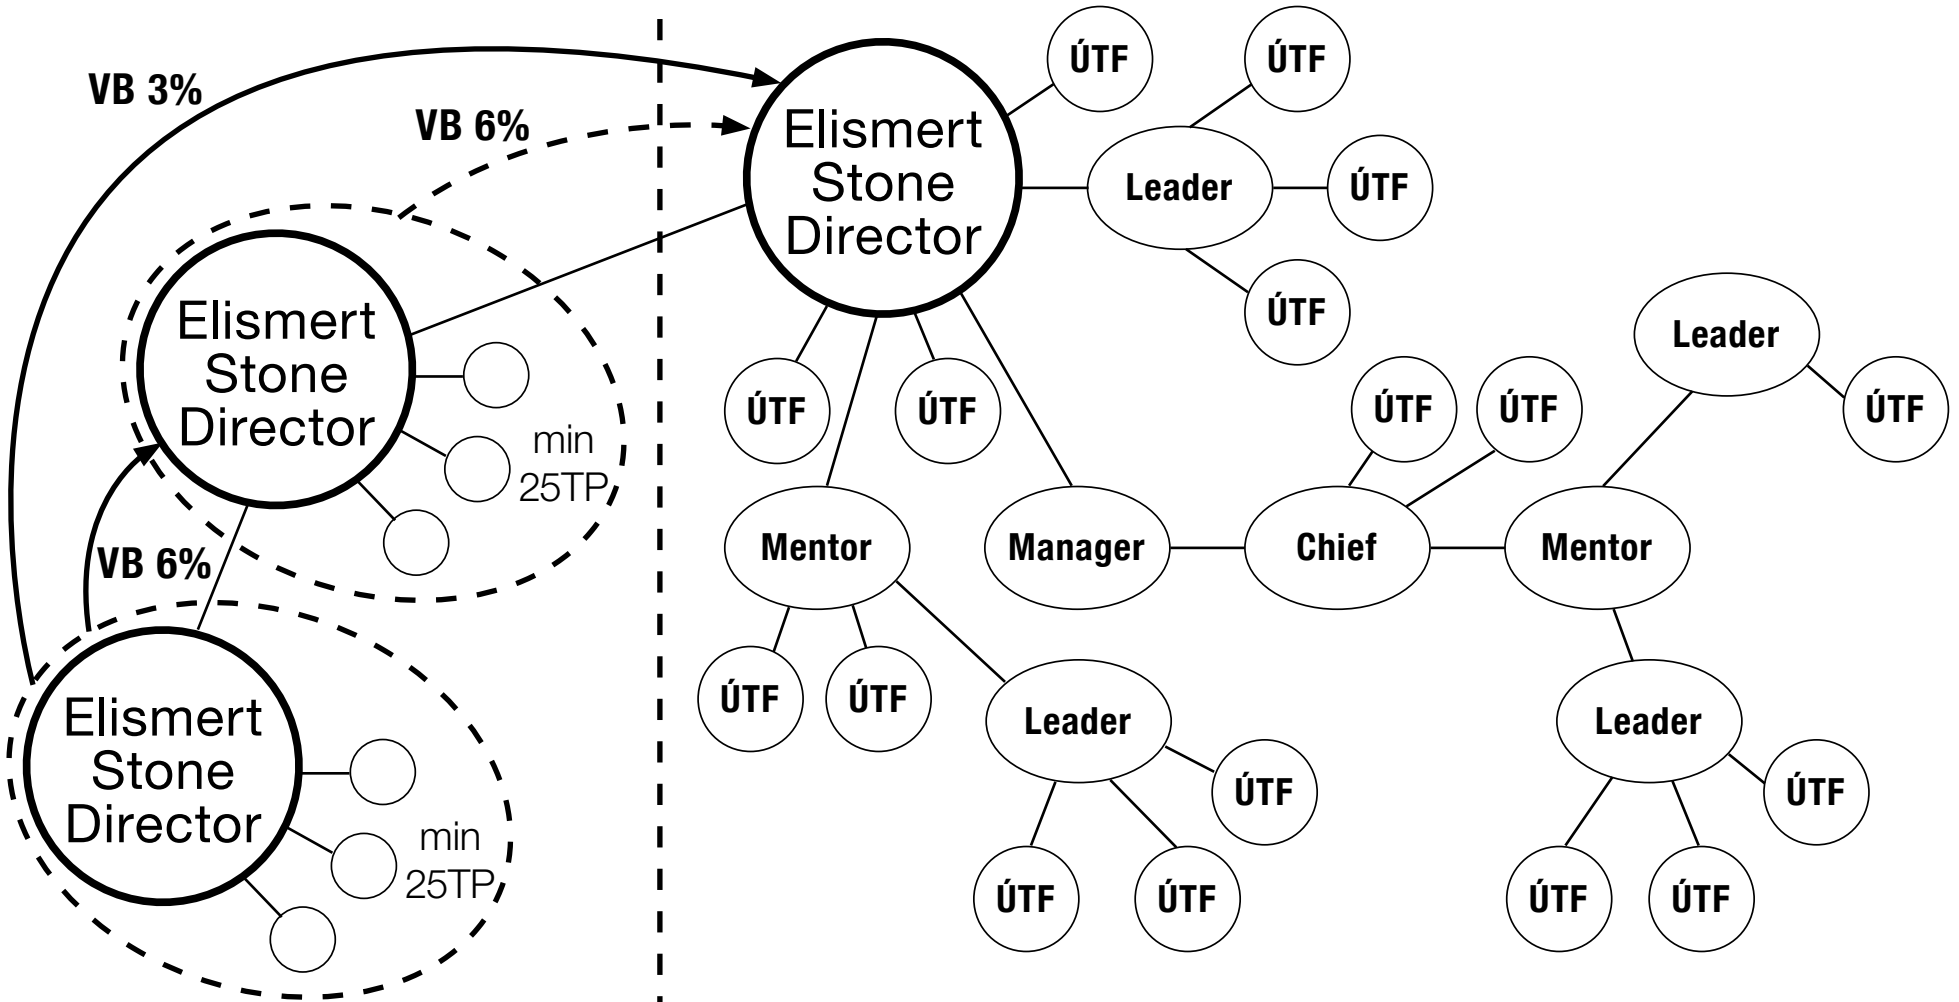 VB 3%
VB 6%
Elismert
Stone
Director
ÚTF
ÚTF
Leader
ÚTF
ÚTF
Elismert
Stone
Director
min
25TP
VB 6%
ÚTF
ÚTF
Leader
ÚTF
ÚTF
ÚTF
Mentor
Manager
Chief
Mentor
ÚTF
ÚTF
Leader
ÚTF
ÚTF
ÚTF
Leader
ÚTF
ÚTF
ÚTF
Elismert
Stone
Director
min
25TP